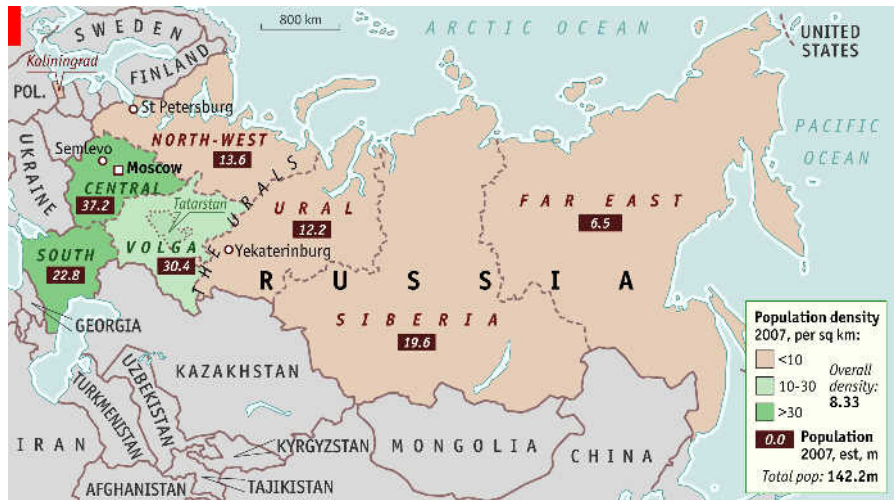 800 km
ARCTIC OCEAN
UNITED
STATES
SWEDEN
Kaliningrad
FINLAND
POL.
St Petersburg
PACIFIC
OCEAN
NORTH-WEST
13.6
UKRAINE
Semlevo
Moscow
CENTRAL
37.2
Tatarstan
THE URALS
URAL
12.2
FAR EAST
6.5
SOUTH
22.8
VOLGA
30.4
Yekaterinburg
RUSSIA
SIBERIA
19.6
GEORGIA
KAZAKHSTAN
UZBEKISTAN
TURKMENISTAN
IRAN
KYRGYZSTAN
MONGOLIA
CHINA
AFGHANISTAN
TAJIKISTAN
Population density
2007, per sq km:
<10
10-30
>30
Overall
density:
8.33
0.0 Population
2007, est, m
Total pop: 142.2m